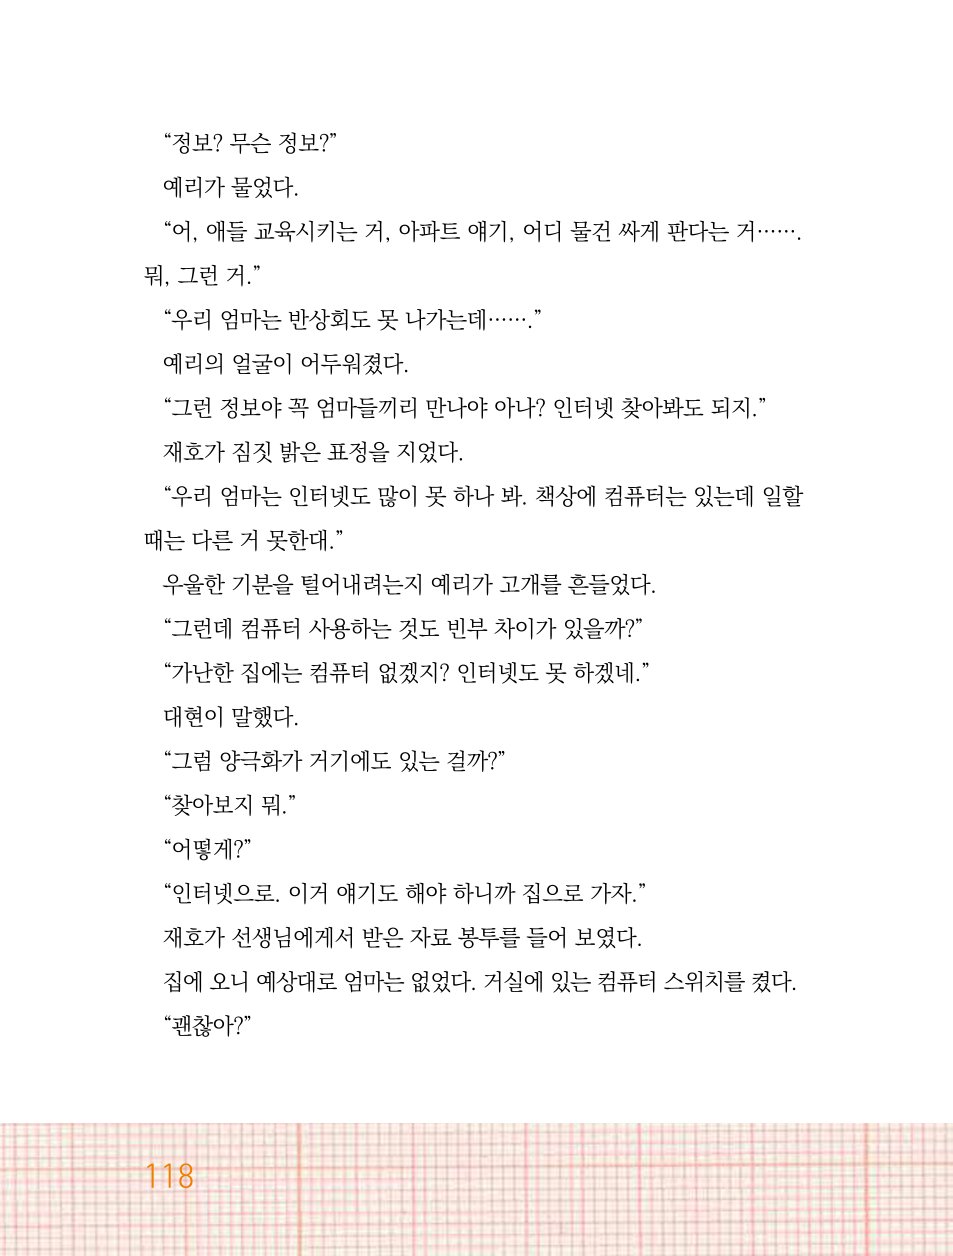 “정보? 무슨 정보?”
예리가 물었다.
“어, 애들 교육시키는 거, 아파트 얘기, 어디 물건 싸게 판다는 거…….
뭐, 그런 거.”
“우리 엄마는 반상회도 못 나가는데…….”
예리의 얼굴이 어두워졌다.
“그런 정보야 꼭 엄마들끼리 만나야 아나? 인터넷 찾아봐도 되지.”
재호가 짐짓 밝은 표정을 지었다.
“우리 엄마는 인터넷도 많이 못 하나 봐. 책상에 컴퓨터는 있는데 일할
때는 다른 거 못한대.”
우울한 기분을 털어내려는지 예리가 고개를 흔들었다.
“그런데 컴퓨터 사용하는 것도 빈부 차이가 있을까?”
“가난한 집에는 컴퓨터 없겠지? 인터넷도 못 하겠네.”
대현이 말했다.
“그럼 양극화가 거기에도 있는 걸까?”
“찾아보지 뭐.”
“어떻게?”
“인터넷으로. 이거 얘기도 해야 하니까 집으로 가자.”
재호가 선생님에게서 받은 자료 봉투를 들어 보였다.
집에 오니 예상대로 엄마는 없었다. 거실에 있는 컴퓨터 스위치를 켰다.
“괜찮아?”
118